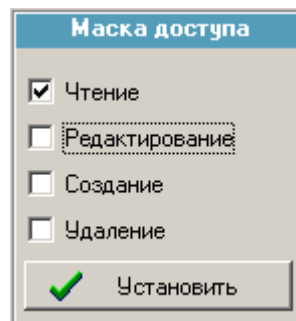 Маска доступа
Чтение
Редактирование
Создание
Удаление
Установить